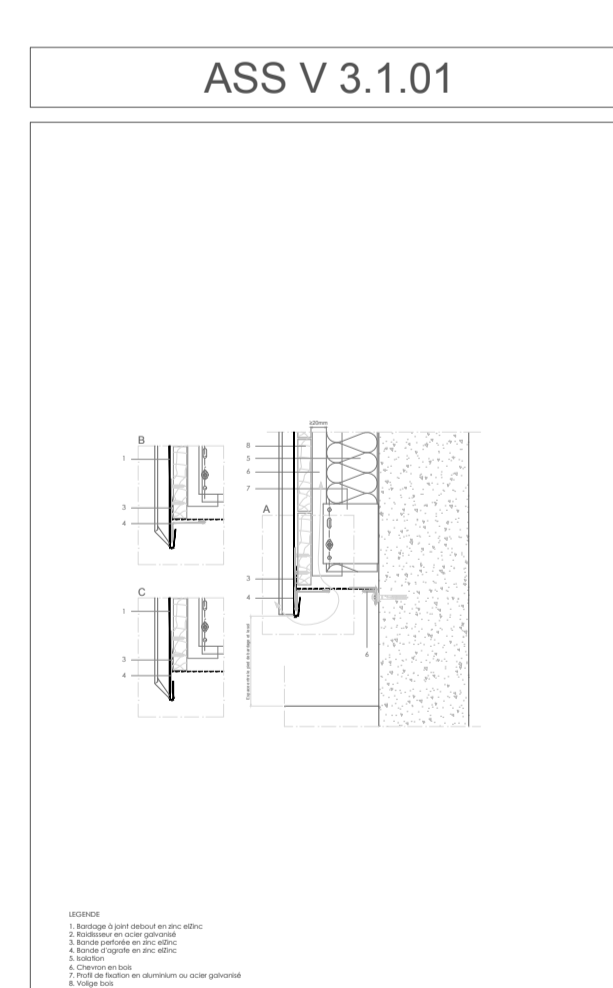 ASS V 3.1.01
≥20mm
B
8
1
5
6
7
A
3
4
C
3
1
4
6
3
4
LEGENDE
1. Bardage à joint debout en zinc elZinc
2. Raidisseur en acier galvanisé
3. Bande perforée en zinc elZinc
4. Bande d'agrafe en zinc elZinc
5. Isolation
6. Chevron en bois
7. Profil de fixation en aluminium ou acier galvanisé
8. Volige bois